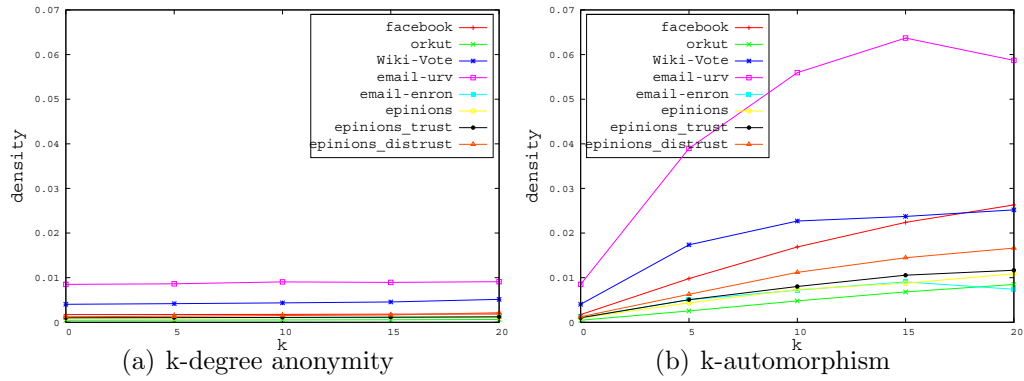 0.07
0.06
0.05
0.04
0.03
0.02
0.01
0
density
0
5
10
15
20
k
facebook
orkut
Wiki-Vote
email-urv
email-enron
epinions
epinions_trust
epinions_distrust
(a) k-degree anonymity
0.07
0.06
0.05
0.04
0.03
0.02
0.01
0
density
0
5
10
15
20
k
facebook
orkut
Wiki-Vote
email-urv
email-enron
epinions
epinions_trust
epinions_distrust
(b) k-automorphism